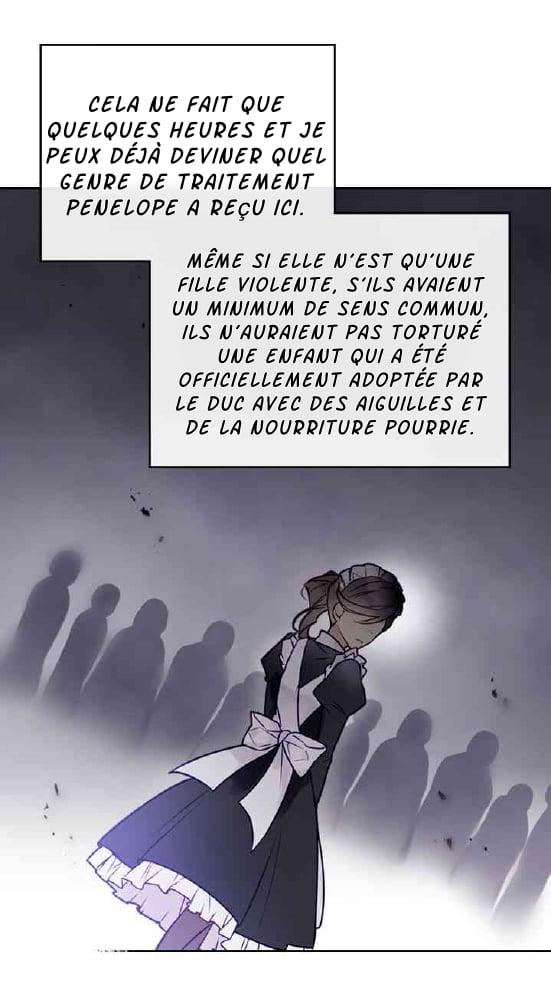 CELA NE FAIT QUE
QUELQUES HEURES ET JE
PEUX DÉJÀ DEVINER QUEL
GENRE DE TRAITEMENT
PENELOPE A REÇU ICI.
MÊME SI ELLE N'EST QU'UNE
FILLE VIOLENTE, S'ILS AVAIENT
UN MINIMUM DE SENS COMMUN,
ILS N'AURAIENT PAS TORTURÉ
UNE ENFANT QUI A ÉTÉ
OFFICIELLEMENT ADOPTÉE PAR
LE DUC AVEC DES AIGUILLES ET
DE LA NOURRITURE POURRIE.